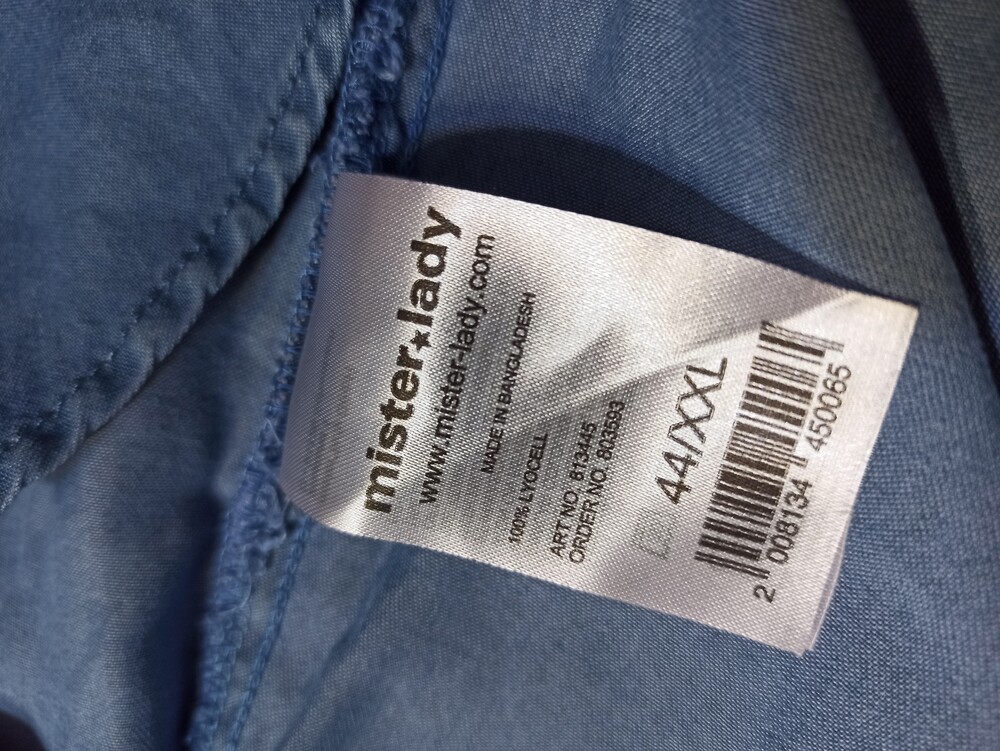 mister★lady
www.mister-lady.com
MADE IN BANGLADESH
100% LYOCELL
ART NO. 813445
ORDER NO. 803593
44/XXL
2 008134 450065